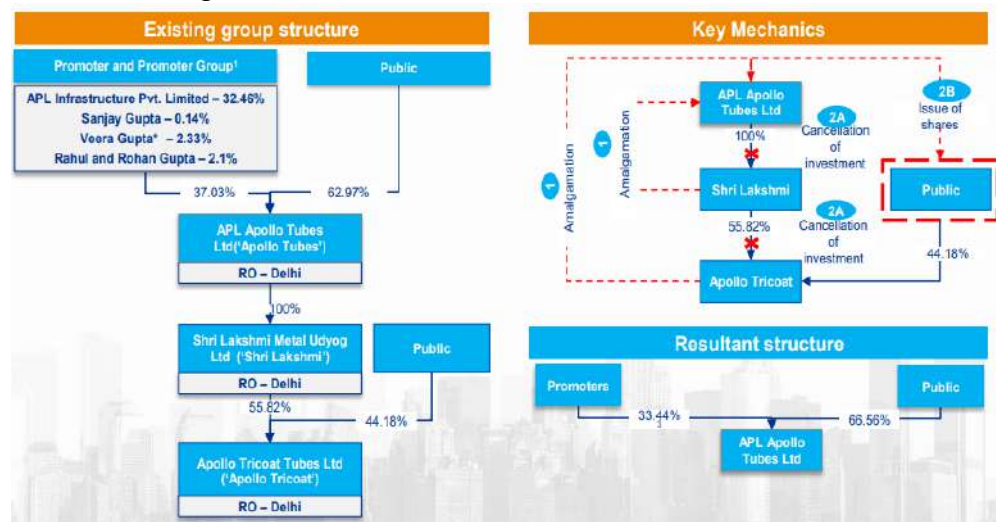 Existing group structure
Promoter and Promoter Group¹
APL Infrastructure Pvt. Limited – 32.46%
Sanjay Gupta – 0.14%
Veera Gupta* – 2.33%
Rahul and Rohan Gupta – 2.1%
Public
37.03%
62.97%
APL Apollo Tubes
Ltd('Apollo Tubes')
RO – Delhi
100%
Shri Lakshmi Metal Udyog
Ltd ('Shri Lakshmi')
RO – Delhi
Public
55.82%
44.18%
Apollo Tricoat Tubes Ltd
('Apollo Tricoat')
RO – Delhi
Key Mechanics
1
Amalgamation
1
Amalgamation
APL Apollo
Tubes Ltd
100%
2A
Cancellation
of
investment
Shri Lakshmi
55.82%
2A
Cancellation
of
investment
Apollo Tricoat
2B
Issue of
shares
Public
44.18%
Resultant structure
Promoters
Public
33.44%
66.56%
APL Apollo
Tubes Ltd